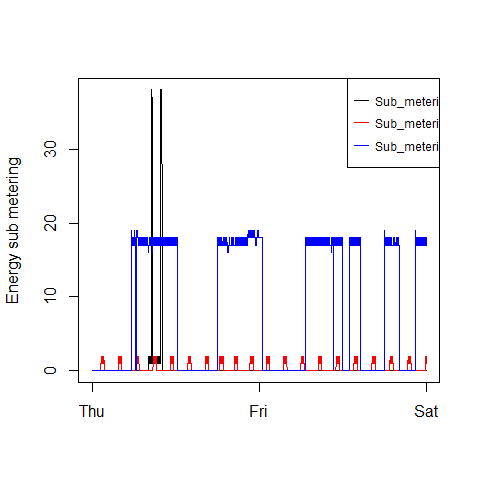 Energy sub metering
30
20
10
0
Thu
Fri
Sat
Sub_meteri
Sub_meteri
Sub_meteri